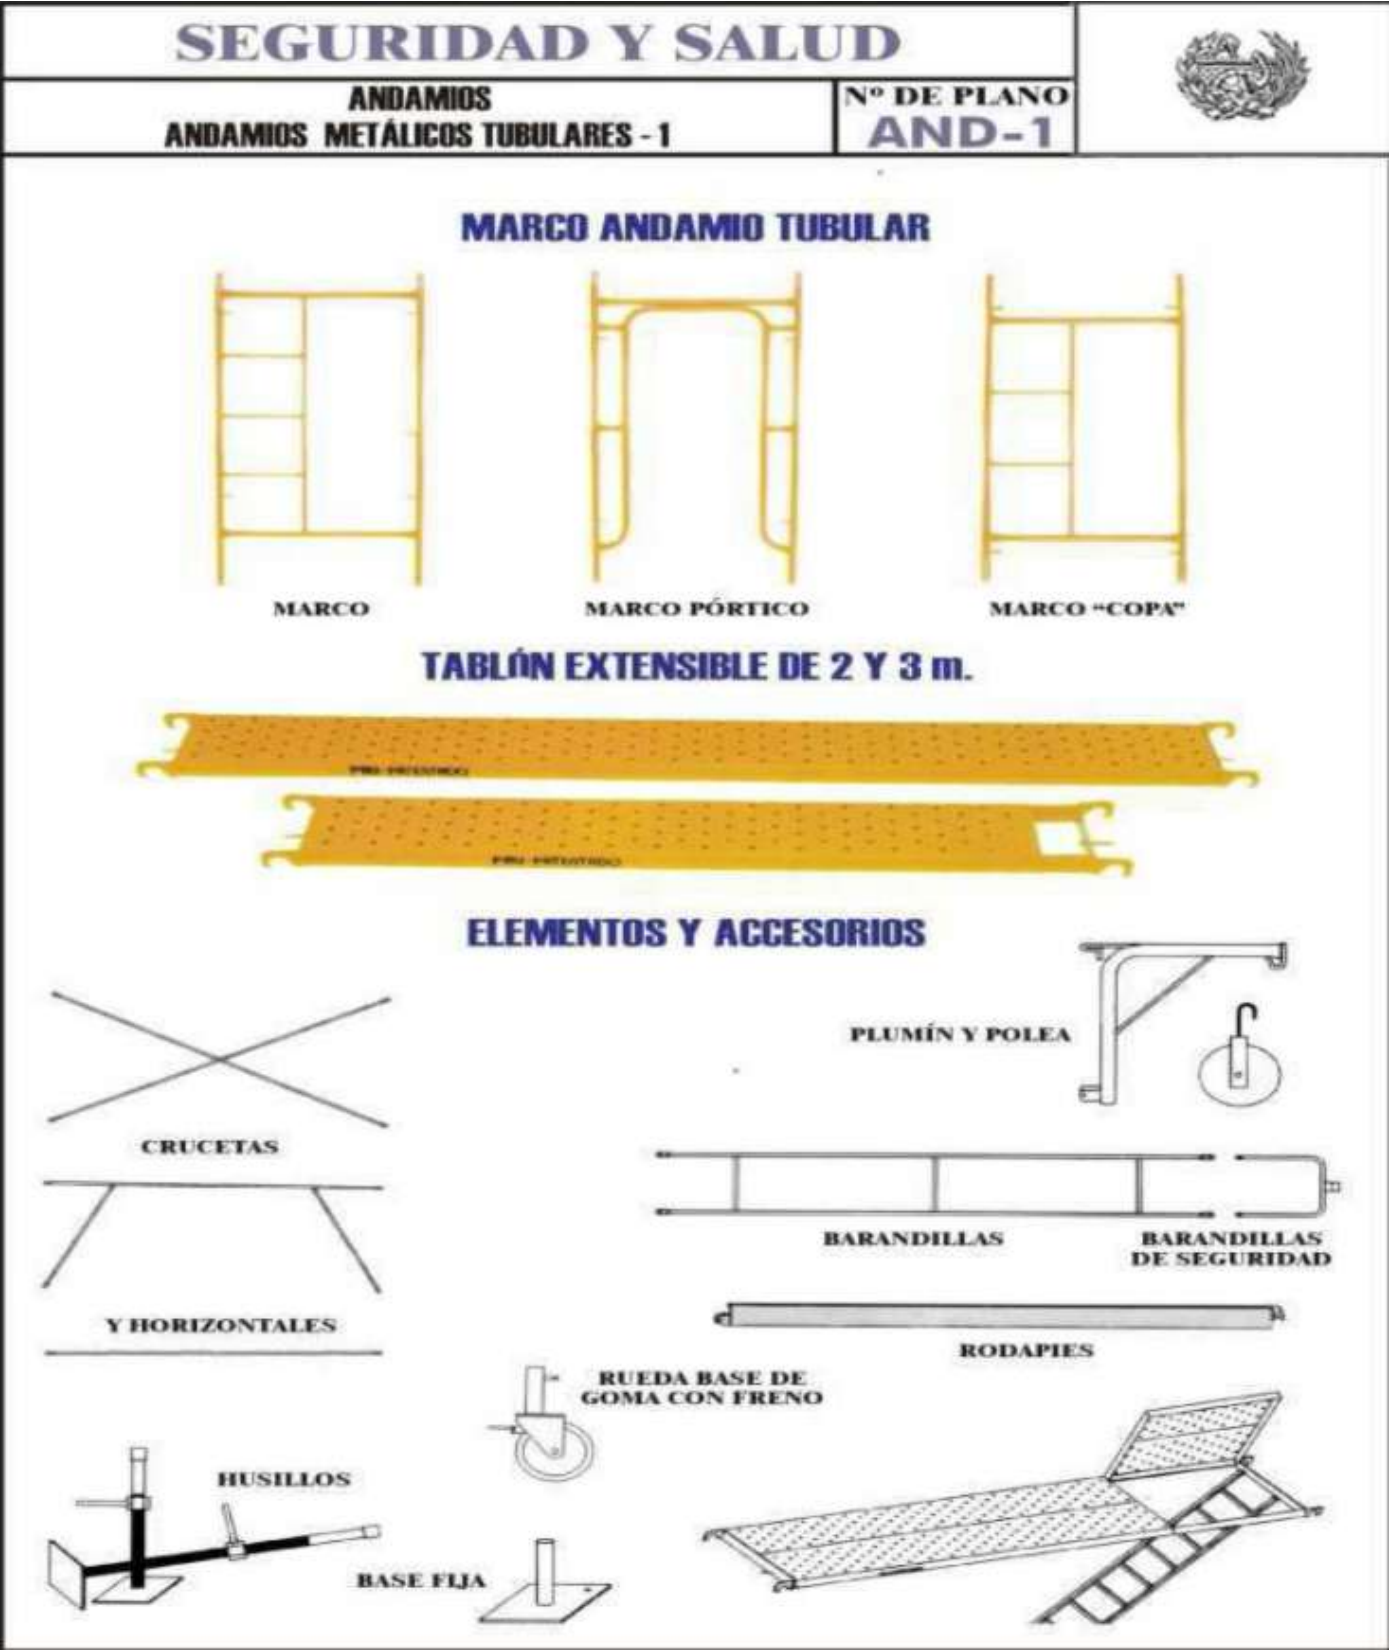 SEGURIDAD Y SALUD
ANDAMIOS
ANDAMIOS METÁLICOS TUBULARES - 1
Nº DE PLANO
AND-1
MARCO ANDAMIO TUBULAR
MARCO
MARCO PÓRTICO
MARCO “COPA”
TABLÓN EXTENSIBLE DE 2 Y 3 m.
ELEMENTOS Y ACCESORIOS
PLUMÍN Y POLEA
CRUCETAS
BARANDILLAS
BARANDILLAS
DE SEGURIDAD
Y HORIZONTALES
RODAPIES
RUEDA BASE DE
GOMA CON FRENO
HUSILLOS
BASE FIJA